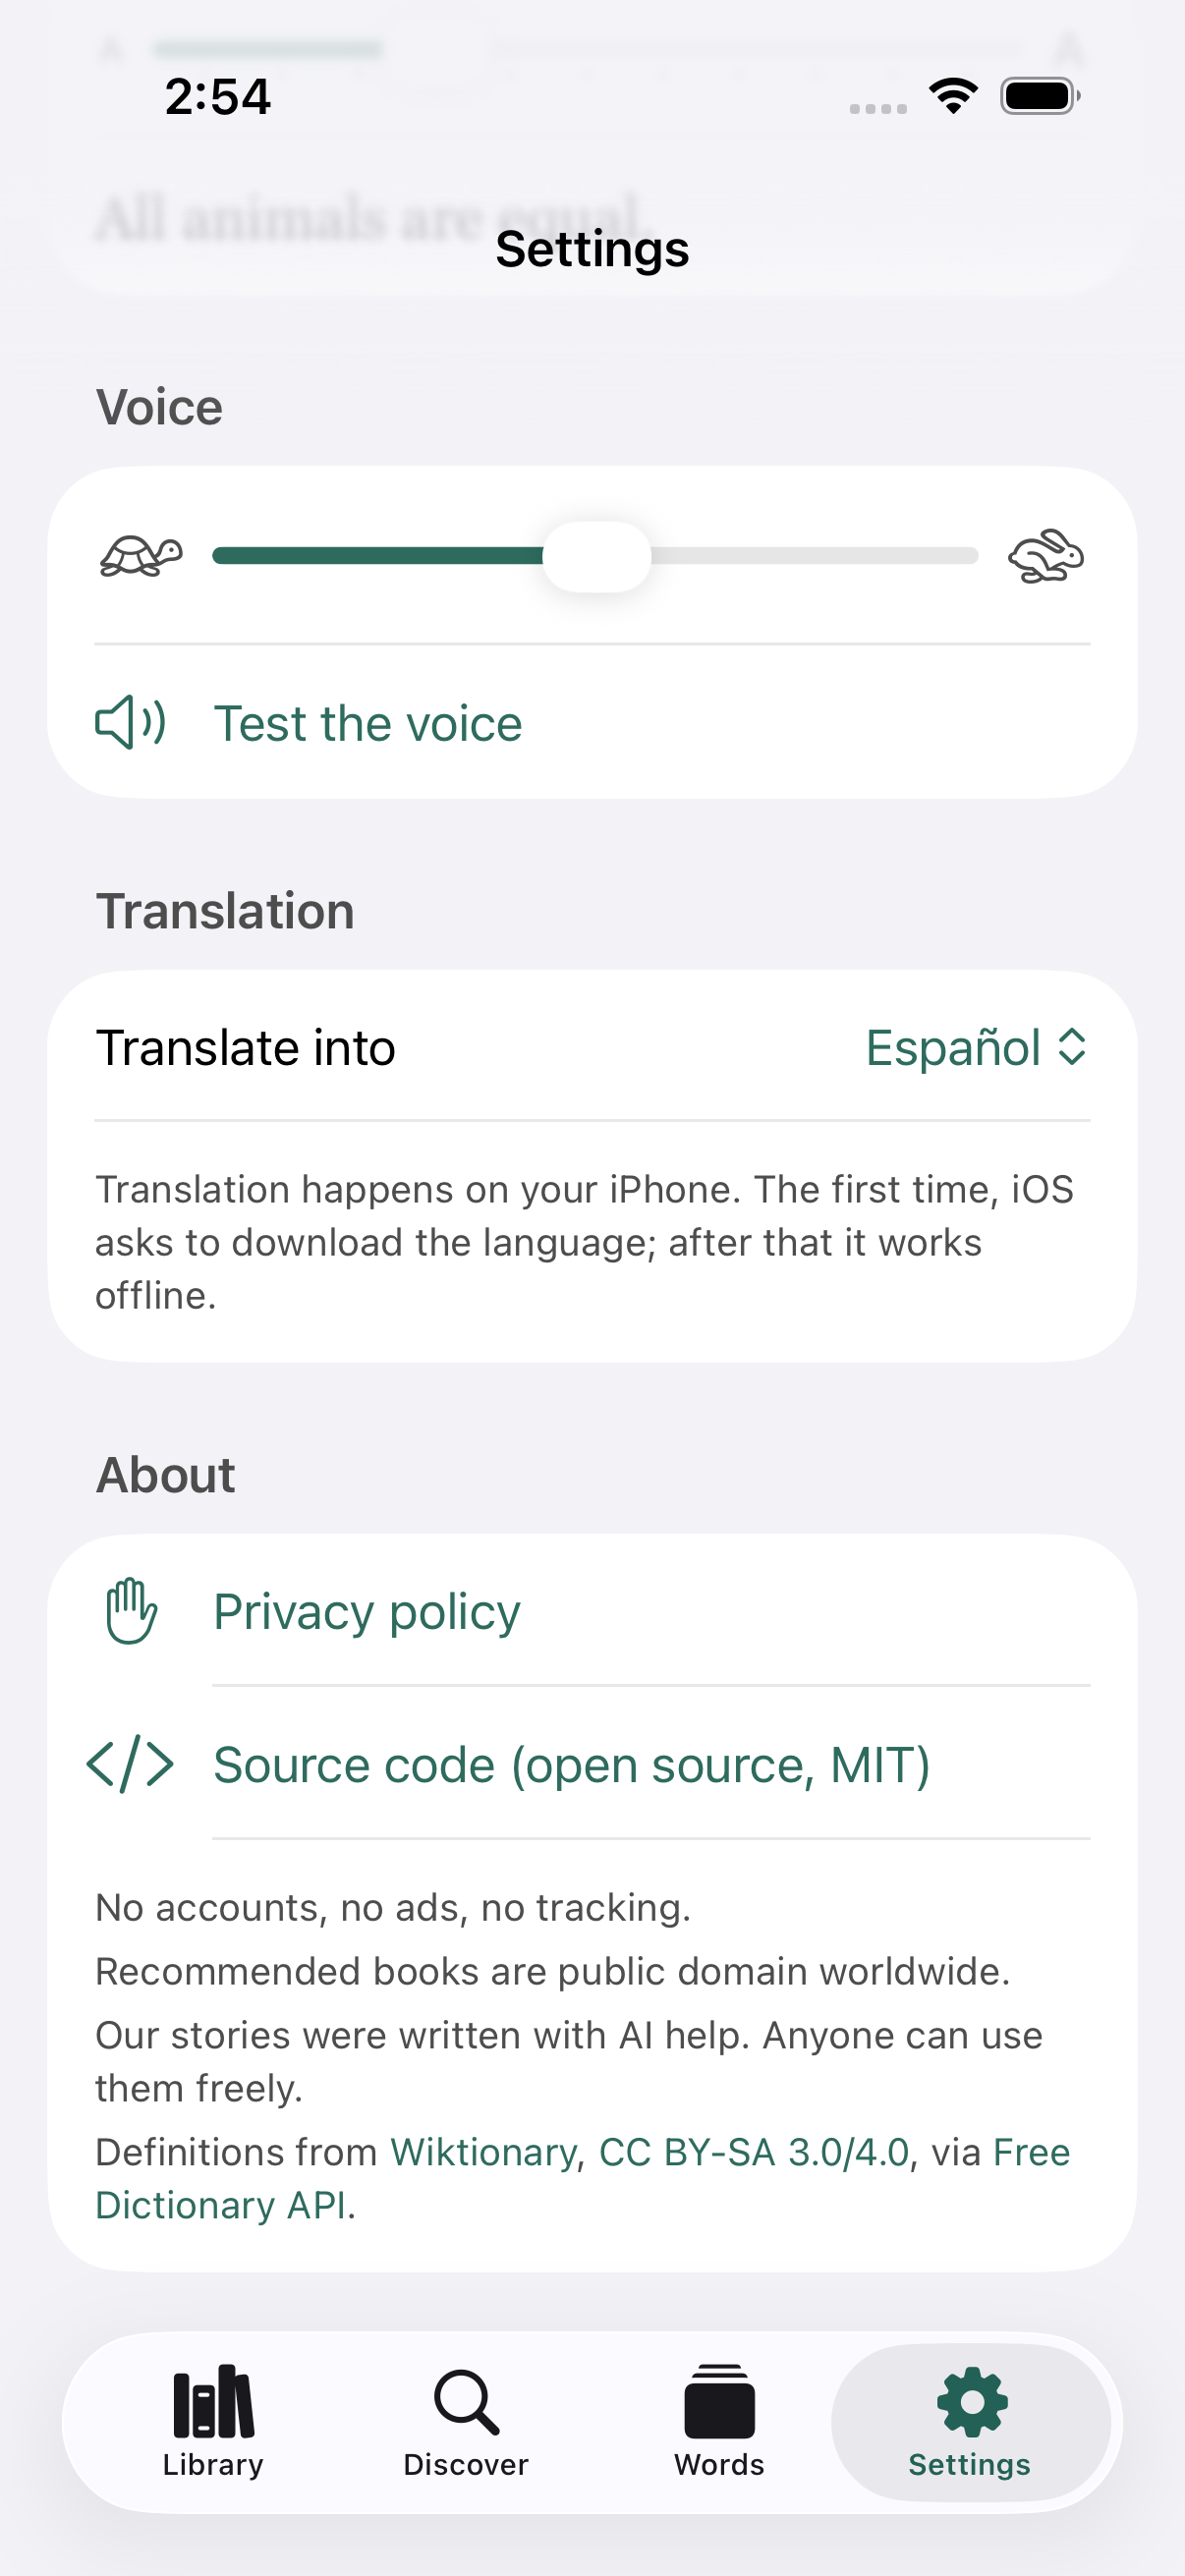 A A
2:54
All animals are equal.
Settings
Voice
Test the voice
Translation
Translate into Español
Translation happens on your iPhone. The first time, iOS
asks to download the language; after that it works
offline.
About
Privacy policy
</> Source code (open source, MIT)
No accounts, no ads, no tracking.
Recommended books are public domain worldwide.
Our stories were written with AI help. Anyone can use
them freely.
Definitions from Wiktionary, CC BY-SA 3.0/4.0, via Free
Dictionary API.
Library Discover Words Settings